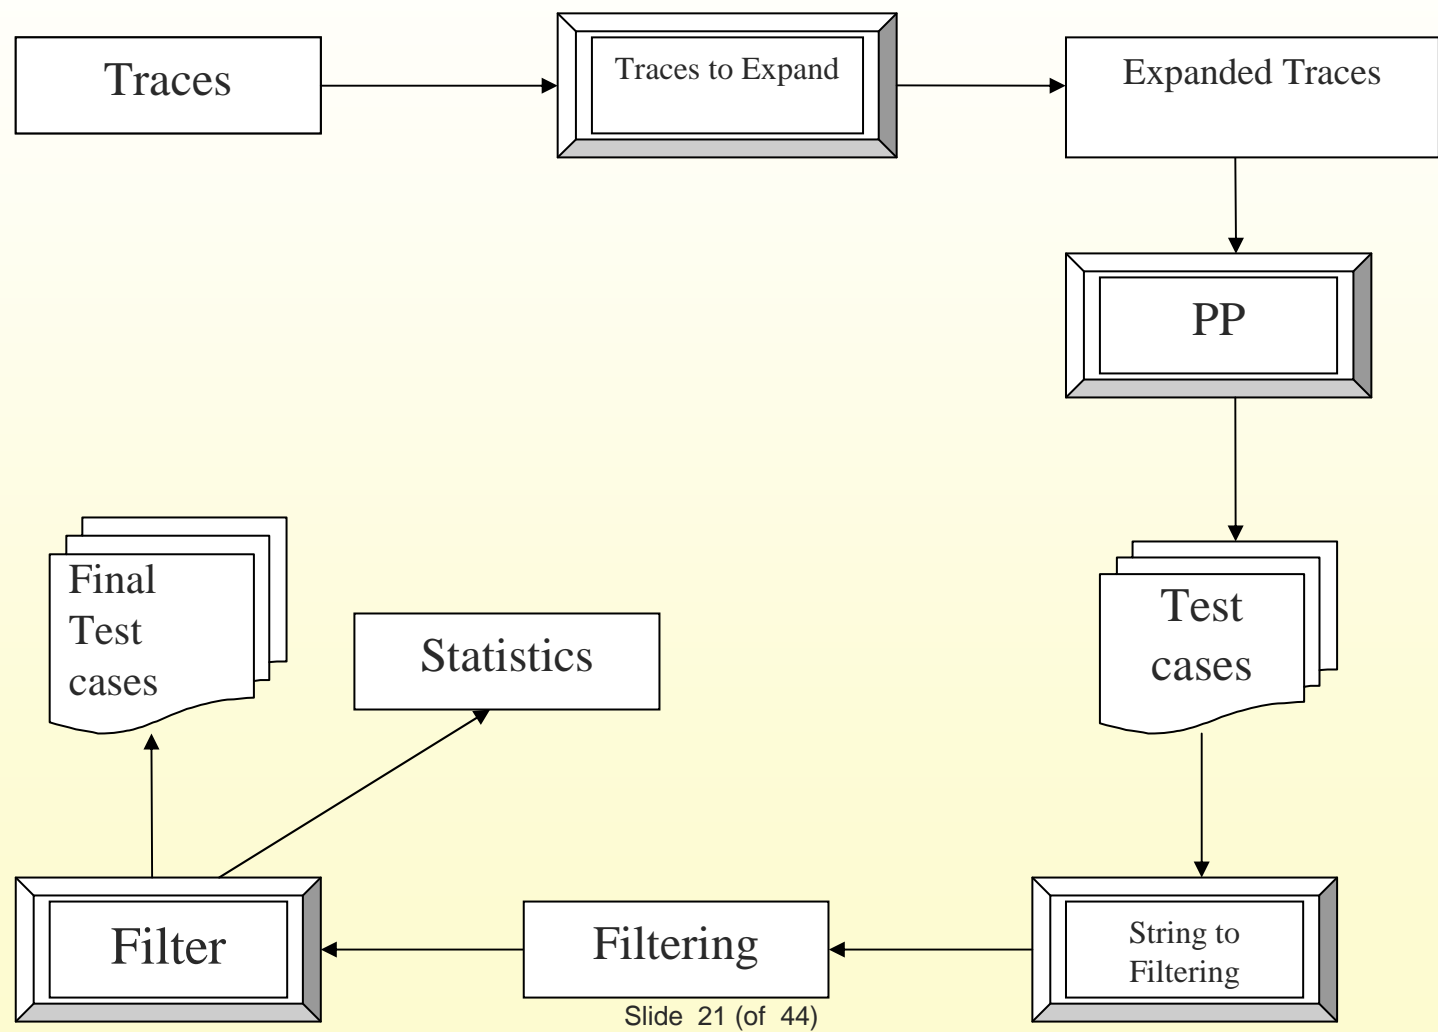 Traces
Traces to Expand
Expanded Traces
PP
Final
Test
cases
Statistics
Test
cases
Filter
Filtering
String to
Filtering
Slide 21 (of 44)